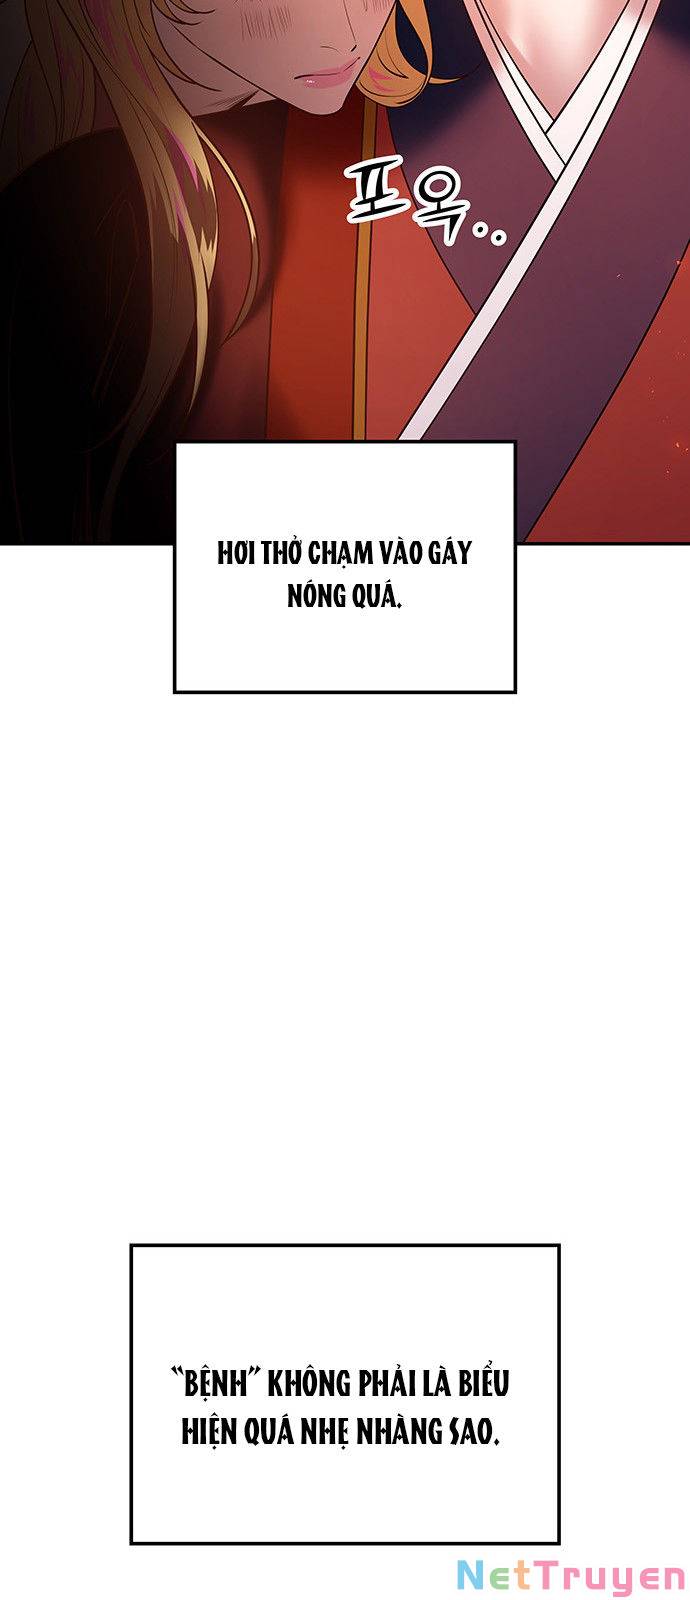 포옥..
HƠI THỞ CHẠM VÀO GÁY
NÓNG QUÁ.
“BỆNH” KHÔNG PHẢI LÀ BIỂU
HIỆN QUÁ NHẸ NHÀNG SAO.
NetTruyen